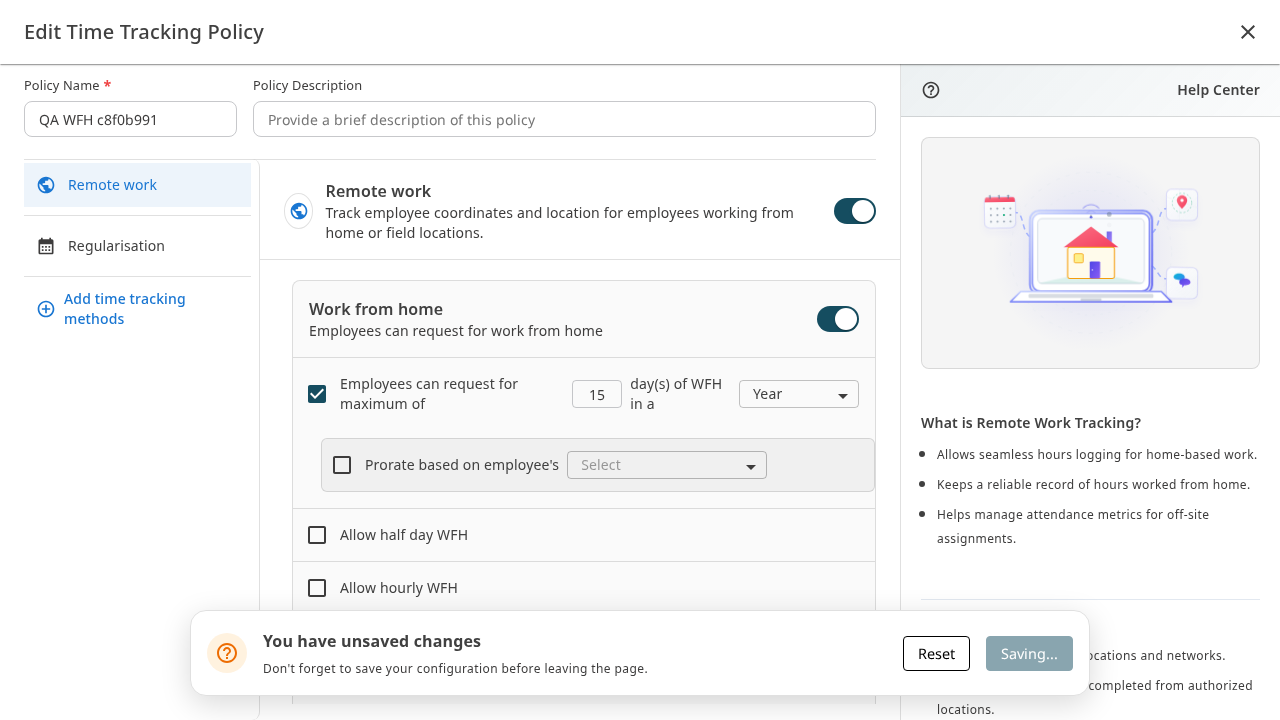 Edit Time Tracking Policy
Policy Name *
Policy Description
QA WFH c8f0b991
Provide a brief description of this policy
Remote work
Regularisation
Add time tracking
methods
Remote work
Track employee coordinates and location for employees working from
home or field locations.
Work from home
Employees can request for work from home
Employees can request for
maximum of
15
day(s) of WFH
in a
Year
Prorate based on employee's
Select
Allow half day WFH
Allow hourly WFH
You have unsaved changes
Don't forget to save your configuration before leaving the page.
Reset
Saving...
Help Center
What is Remote Work Tracking?
Allows seamless hours logging for home-based work.
Keeps a reliable record of hours worked from home.
Helps manage attendance metrics for off-site
assignments.
and networks.
completed from authorized
locations.